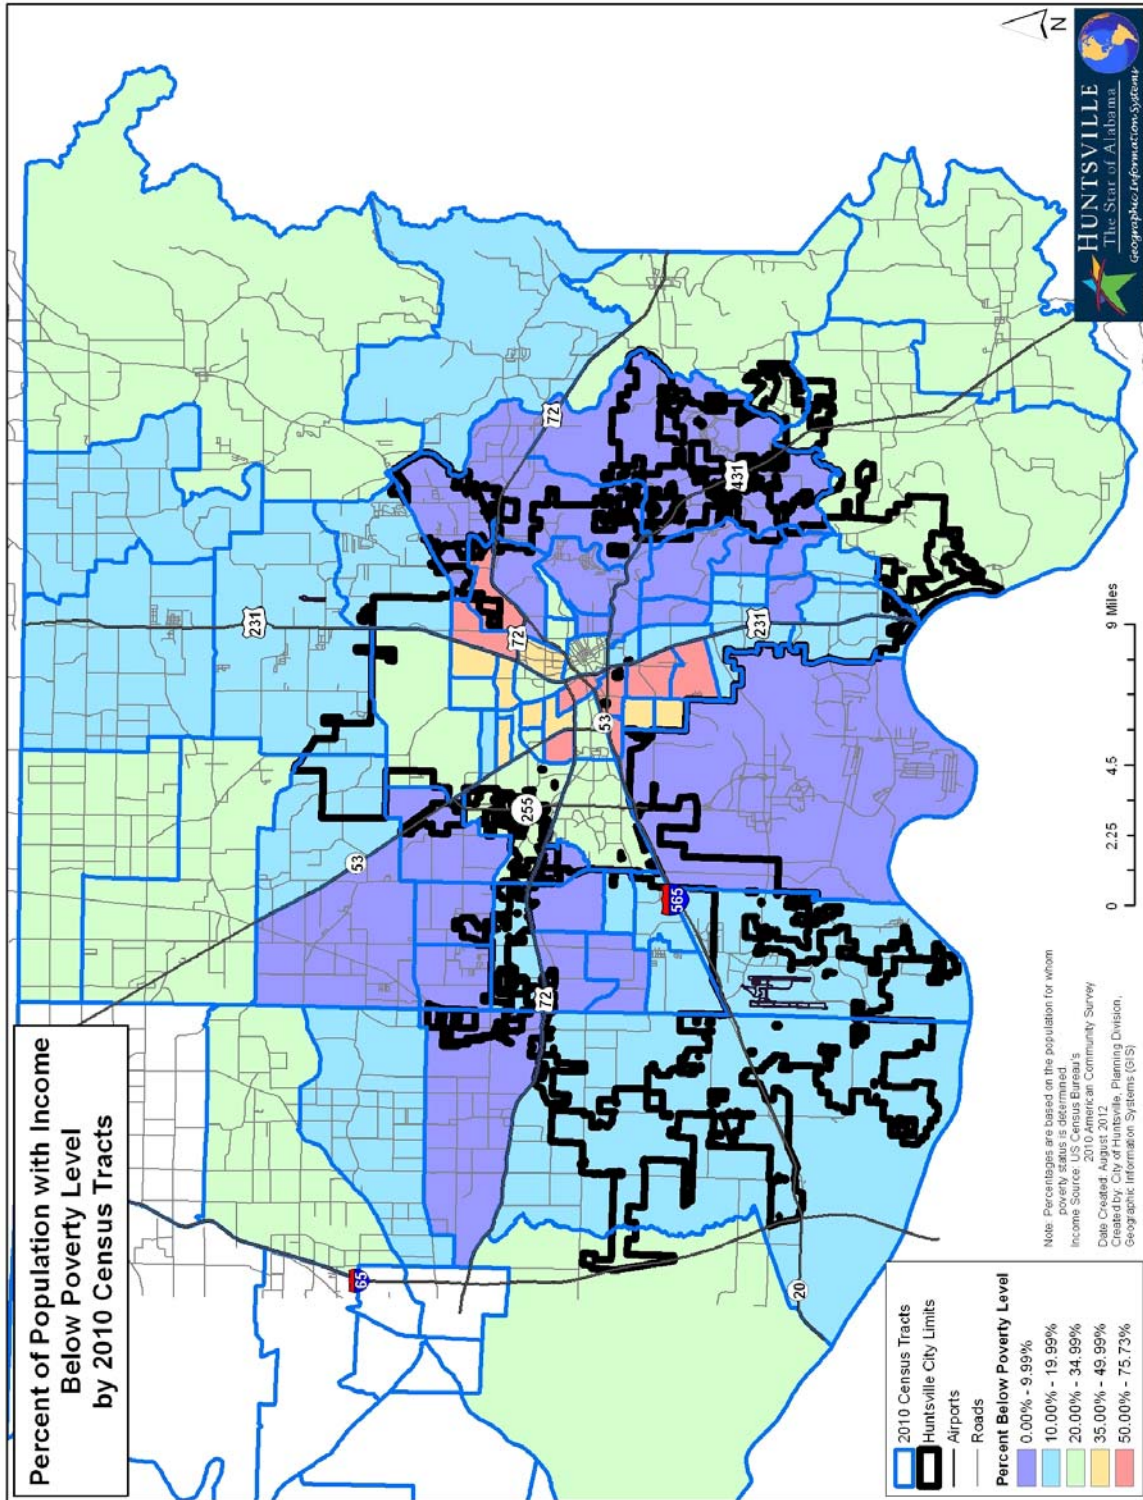 Percent of Population with Income
Below Poverty Level
by 2010 Census Tracts
N
HUNTSVILLE
The Star of Alabama
Geographic Information Systems
231
53
72
255
72
72
53
65
565
431
231
20
0 2.25 4.5 9 Miles
2010 Census Tracts
Huntsville City Limits
Airports
Roads
Percent Below Poverty Level
0.00% - 9.99%
10.00% - 19.99%
20.00% - 34.99%
35.00% - 49.99%
50.00% - 75.73%
Note: Percentages are based on the population for whom
poverty status is determined.
Income Source: US Census Bureau's
2010 American Community Survey
Date Created: August 2012
Created by: City of Huntsville, Planning Division,
Geographic Information Systems (GIS)